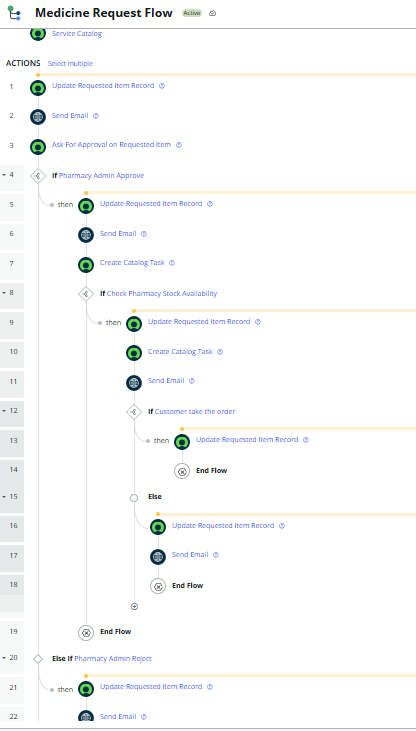 Medicine Request Flow Active
Service Catalog
ACTIONS Select multiple
1 Update Requested Item Record
2 Send Email
3 Ask For Approval on Requested Item
4 If Pharmacy Admin Approve
5 then Update Requested Item Record
6 Send Email
7 Create Catalog Task
8 If Check Pharmacy Stock Availability
9 then Update Requested Item Record
10 Create Catalog Task
11 Send Email
12 If Customer take the order
13 then Update Requested Item Record
14 End Flow
15 Else
16 Update Requested Item Record
17 Send Email
18 End Flow
19 End Flow
20 Else If Pharmacy Admin Reject
21 then Update Requested Item Record
22 Send Email